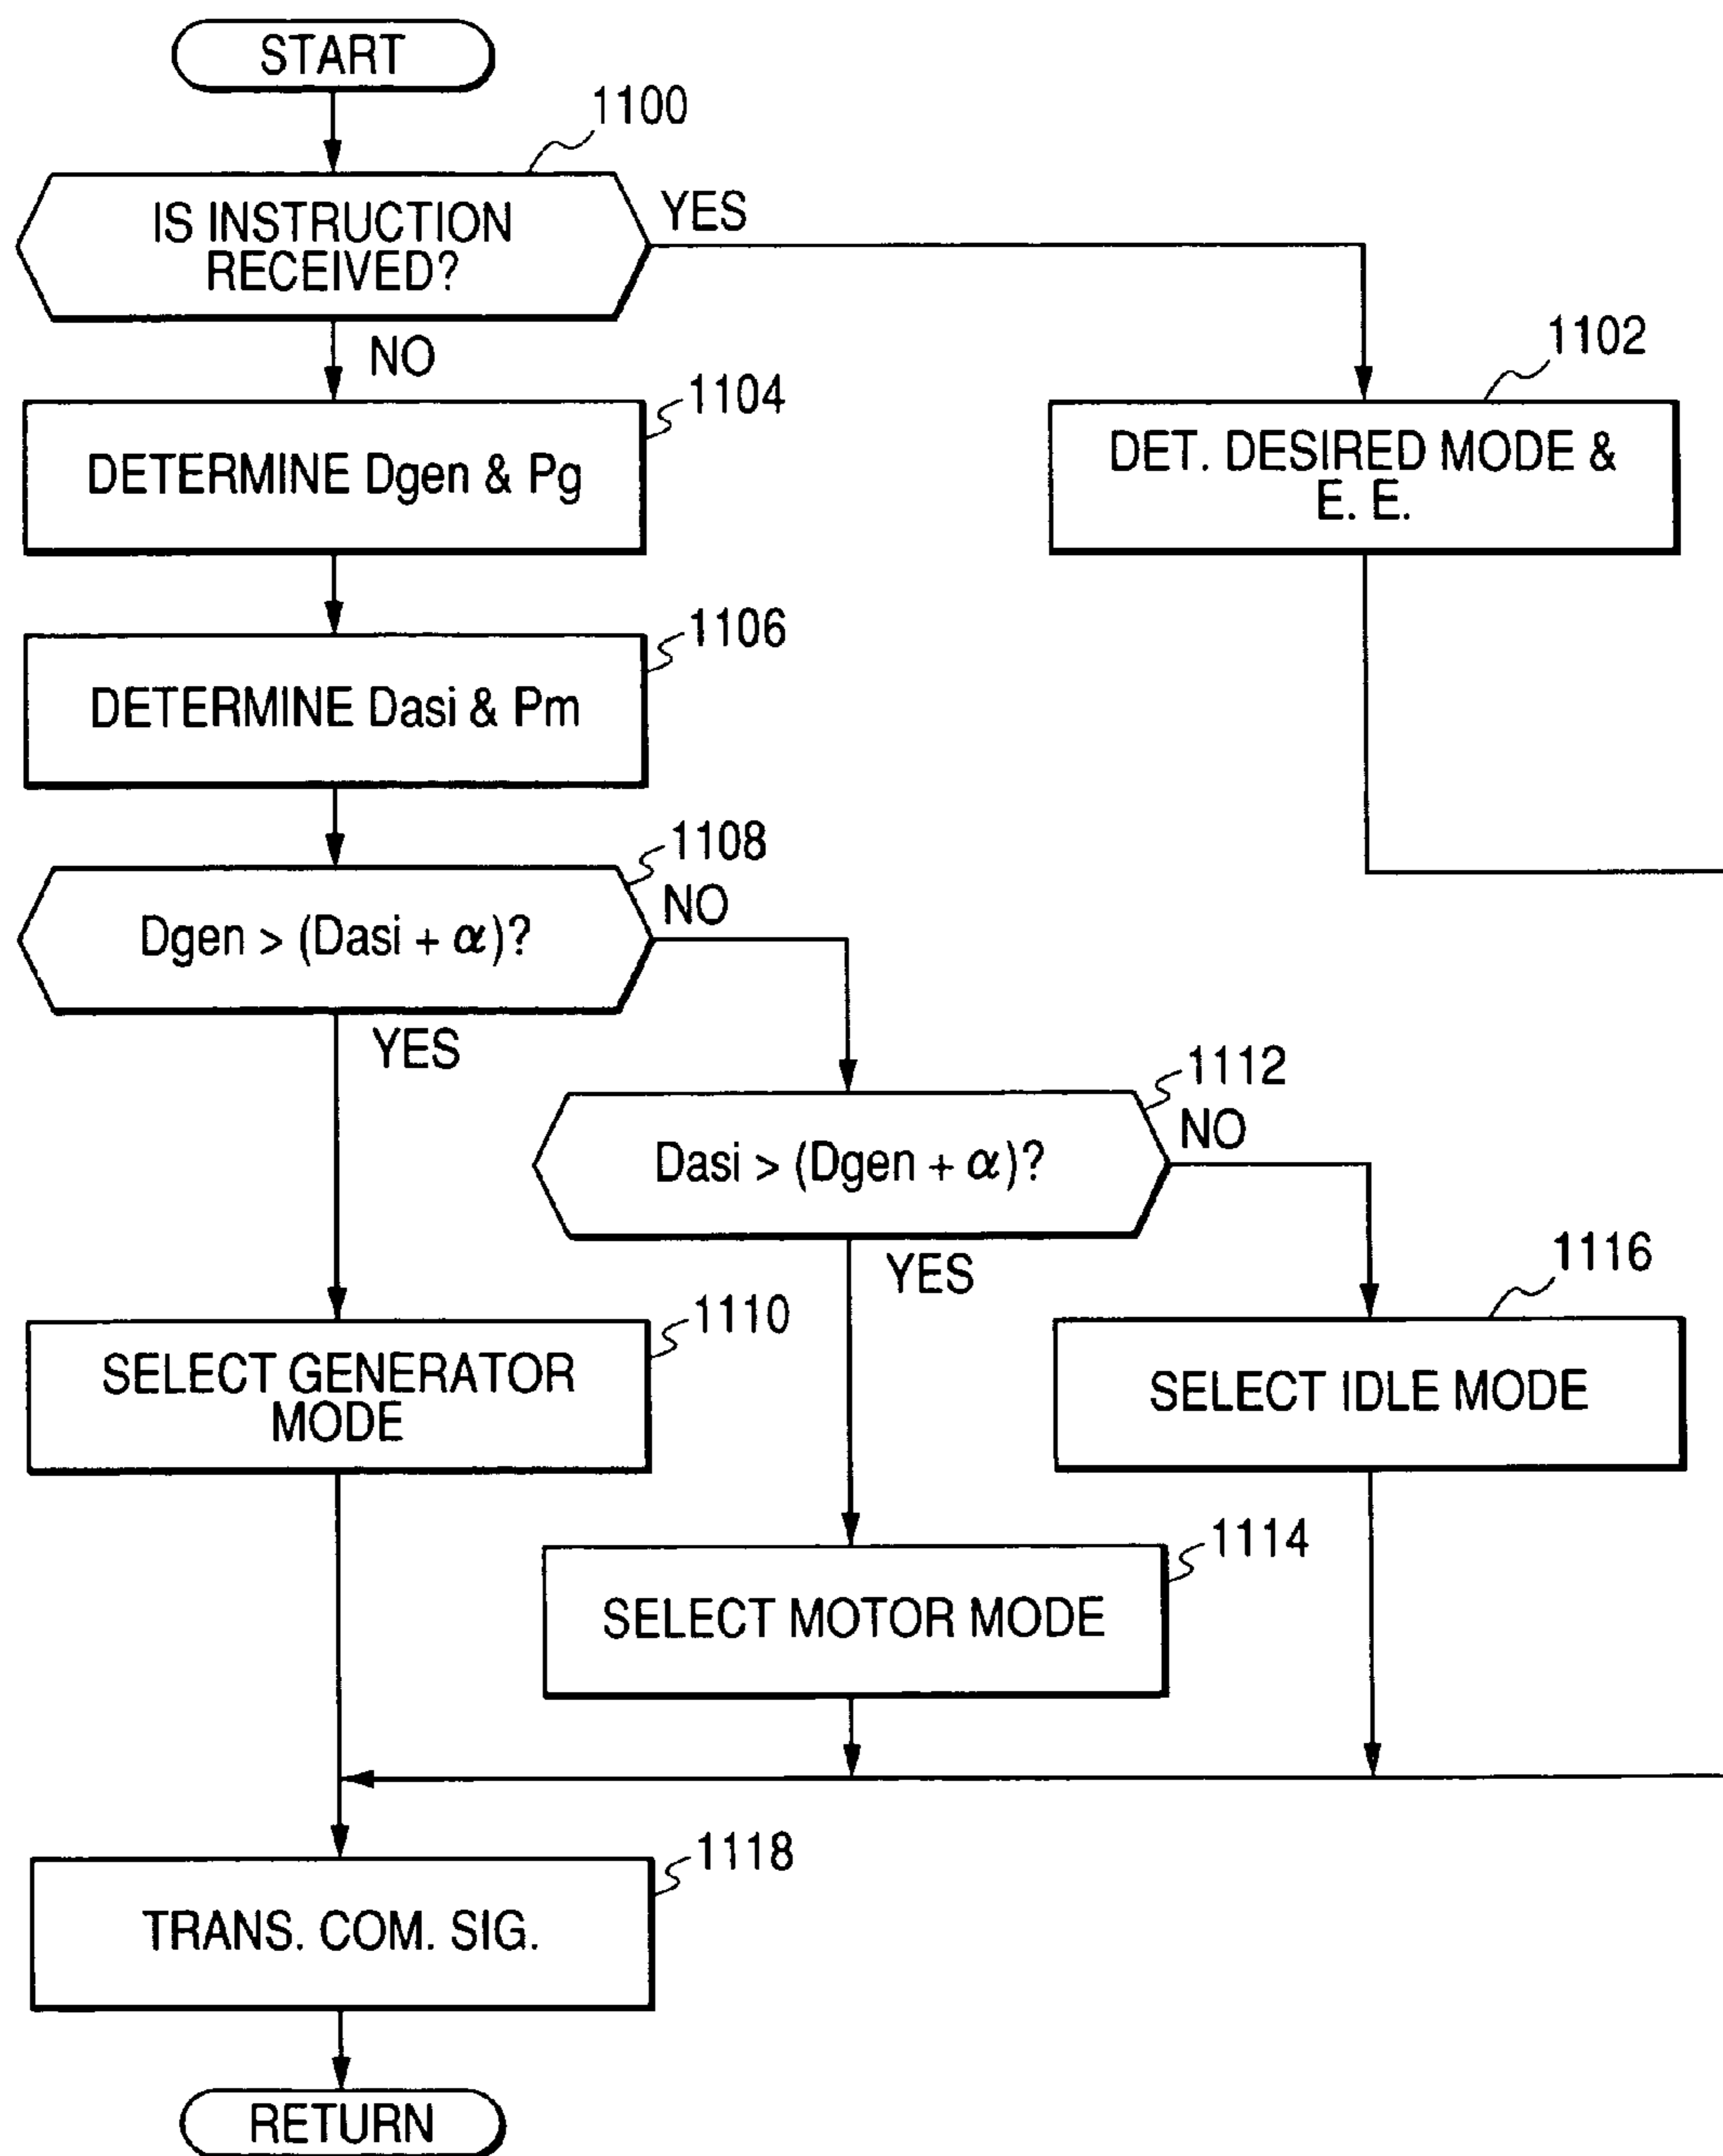 START
1100
IS INSTRUCTION
RECEIVED?
YES
NO
1102
DET. DESIRED MODE &
E. E.
1104
DETERMINE Dgen & Pg
1106
DETERMINE Dasi & Pm
1108
Dgen > (Dasi + α)?
NO
YES
1112
Dasi > (Dgen + α)?
NO
YES
1110
SELECT GENERATOR
MODE
1116
SELECT IDLE MODE
1114
SELECT MOTOR MODE
1118
TRANS. COM. SIG.
RETURN